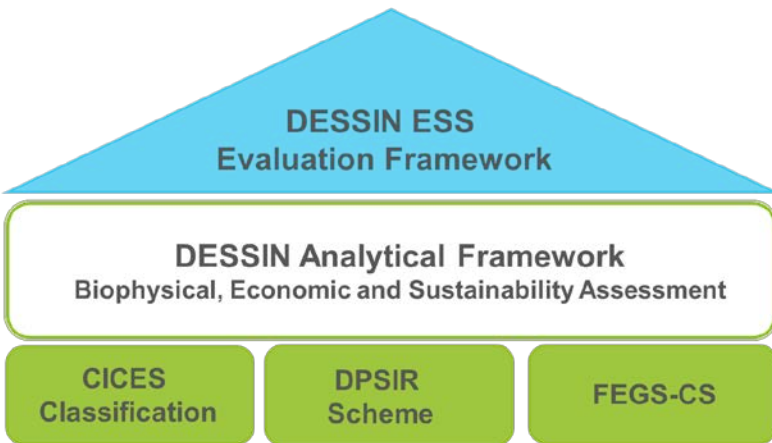 DESSIN ESS
Evaluation Framework
DESSIN Analytical Framework
Biophysical, Economic and Sustainability Assessment
CICES
Classification
DPSIR
Scheme
FEGS-CS